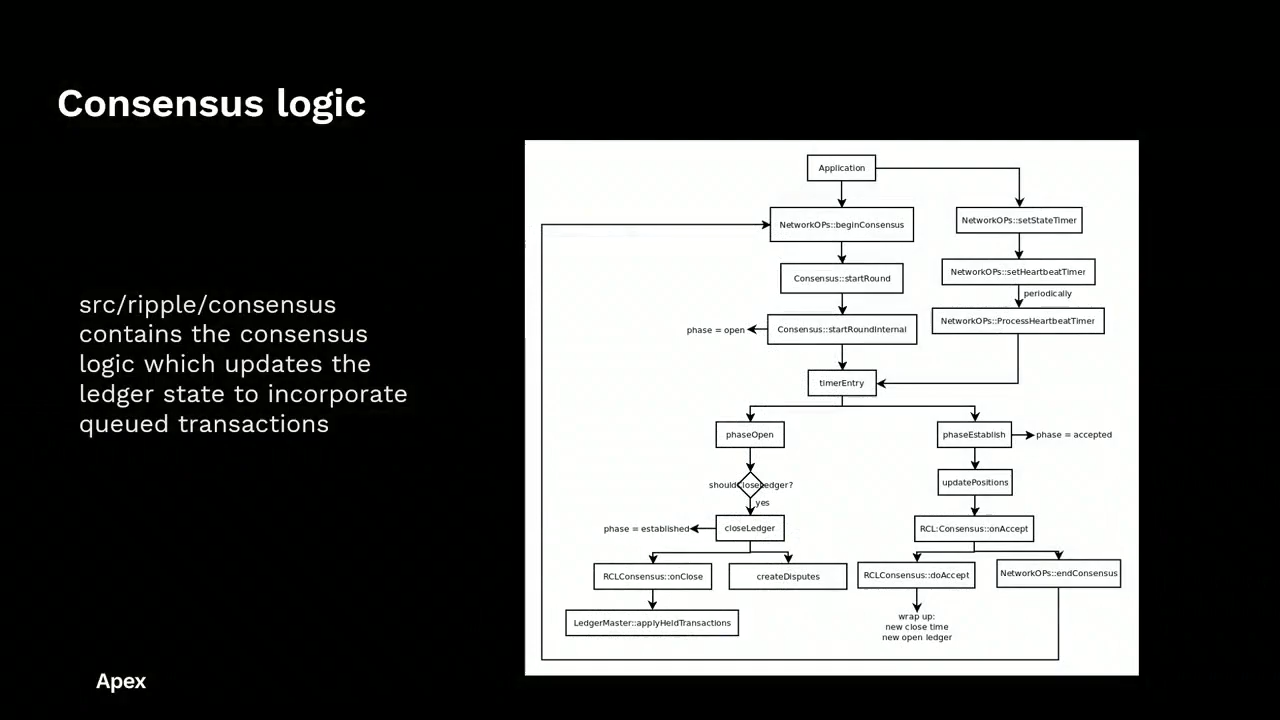 Consensus logic
src/ripple/consensus
contains the consensus
logic which updates the
ledger state to incorporate
queued transactions
Application
NetworkOPs::beginConsensus
NetworkOPs::setStateTimer
Consensus::startRound
NetworkOPs::setHeartbeatTimer
periodically
phase = open
Consensus::startRoundInternal
NetworkOPs::ProcessHeartbeatTimer
timerEntry
phaseOpen
phaseEstablish
phase = accepted
shouldCloseLedger?
updatePositions
yes
phase = established
closeLedger
RCL:Consensus::onAccept
RCLConsensus::onClose
createDisputes
RCLConsensus::doAccept
NetworkOPs::endConsensus
LedgerMaster::applyHeldTransactions
wrap up:
new close time
new open ledger
Apex